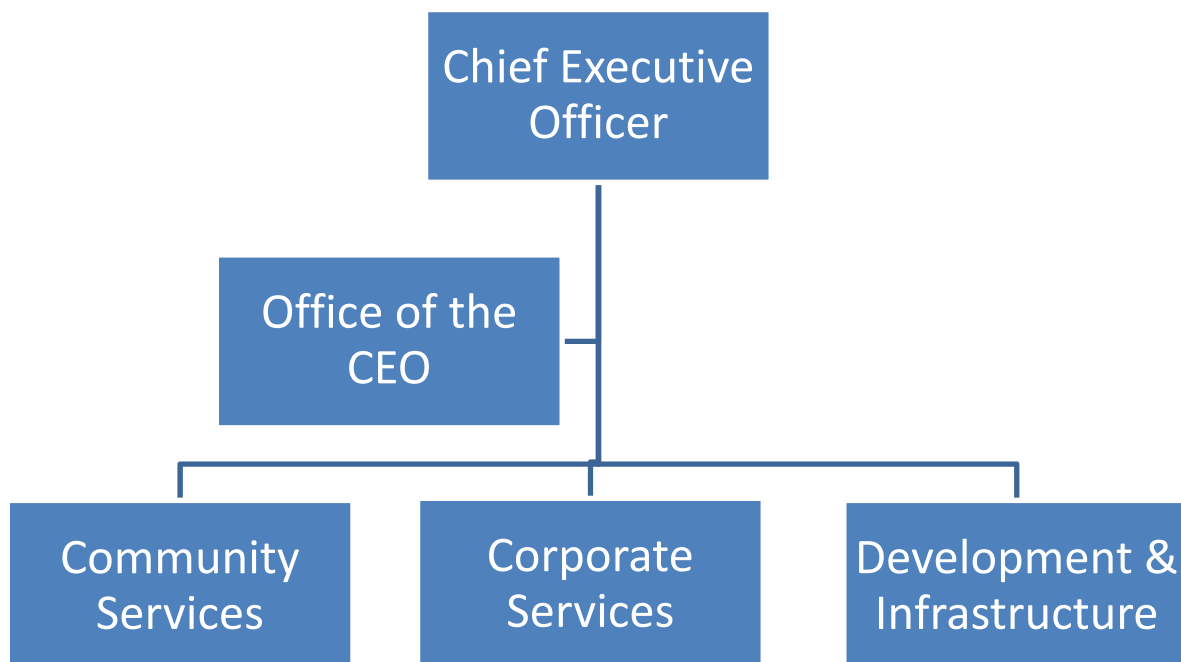 Chief Executive
Officer
Office of the
CEO
Community
Services
Corporate
Services
Development &
Infrastructure